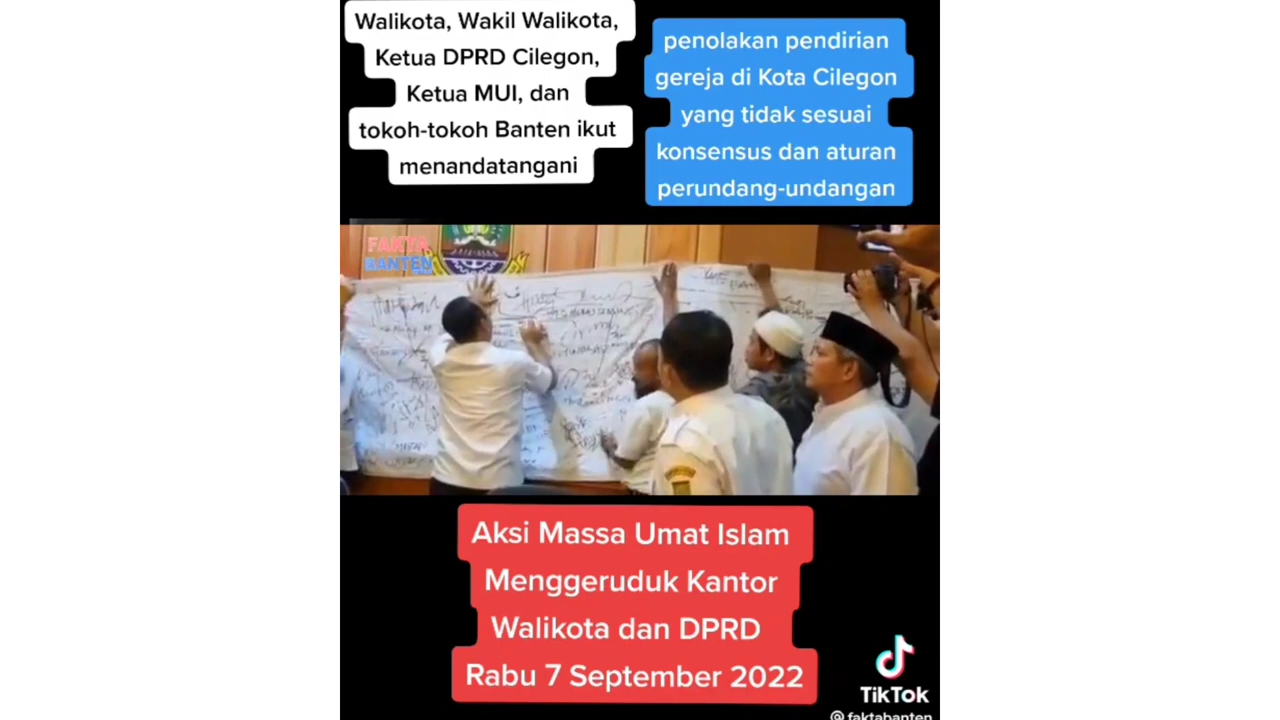 Walikota, Wakil Walikota,
Ketua DPRD Cilegon,
Ketua MUI, dan
tokoh-tokoh Banten ikut
menandatangani
penolakan pendirian
gereja di Kota Cilegon
yang tidak sesuai
konsensus dan aturan
perundang-undangan
FAKTA
BANTEN
Aksi Massa Umat Islam
Menggeruduk Kantor
Walikota dan DPRD
Rabu 7 September 2022
TikTok
@faktabanten